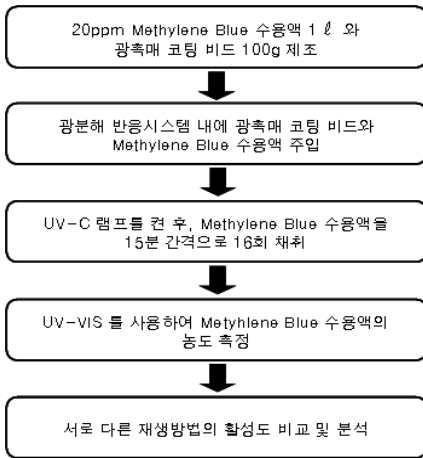 20ppm Methylene Blue 수용액 1 ℓ 와
광촉매 코팅 비드 100g 제조
광분해 반응시스템 내에 광촉매 코팅 비드와
Methylene Blue 수용액 주입
UV-C 램프를 켠 후, Methylene Blue 수용액을
15분 간격으로 16회 채취
UV-VIS 를 사용하여 Metyhlene Blue 수용액의
농도 측정
서로 다른 재생방법의 활성도 비교 및 분석